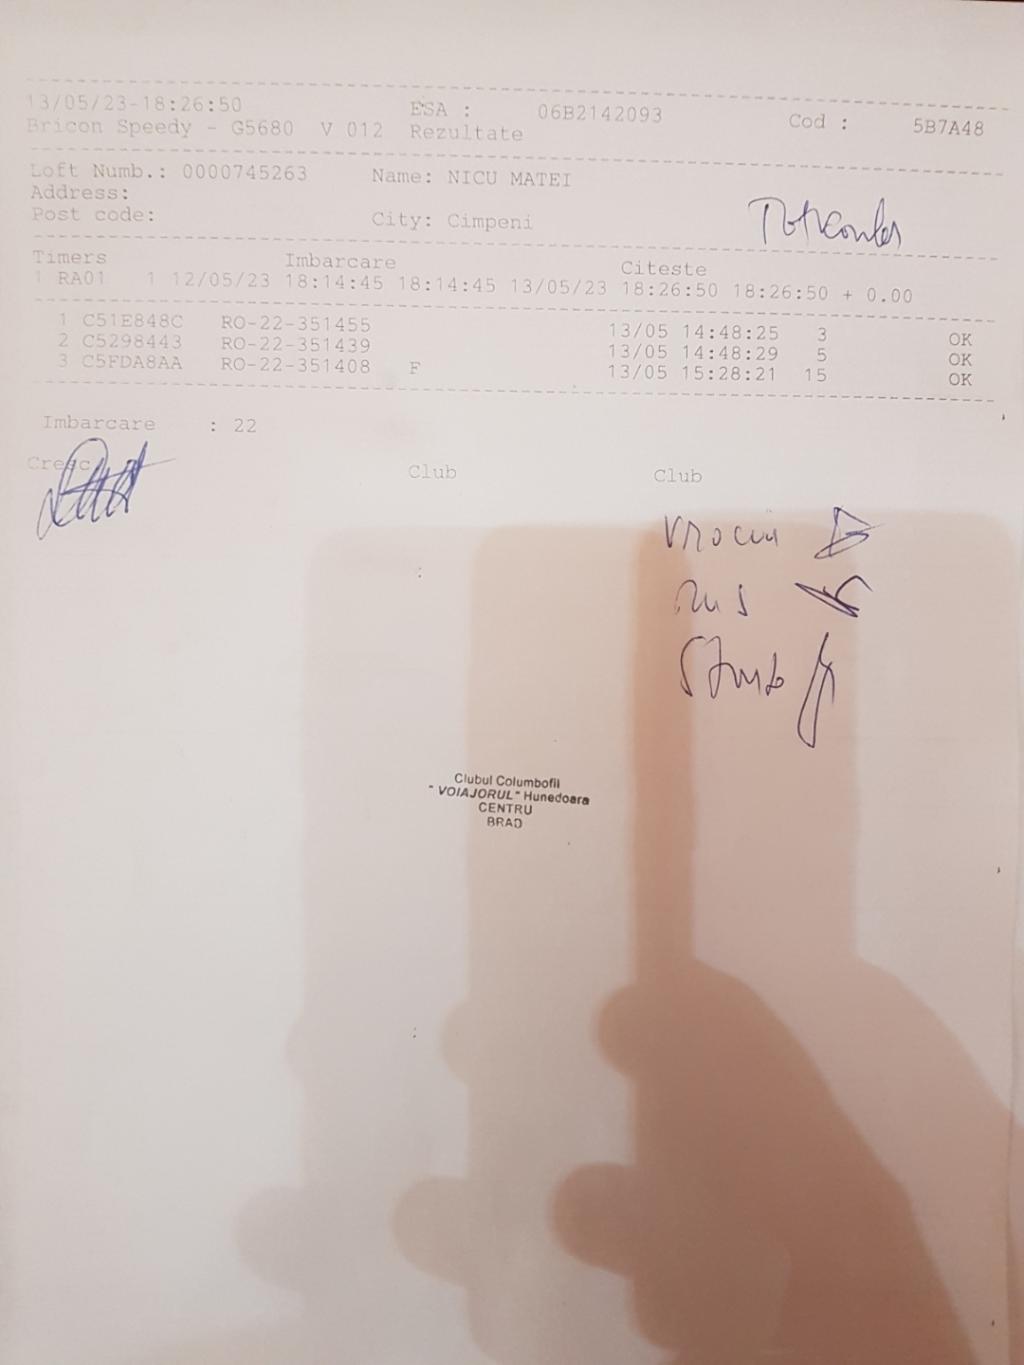 13/05/23-18:26:50 ESA : 06B2142093 Cod : 5B7A48
Bricon Speedy - G5680 V 012 Rezultate
Loft Numb.: 0000745263 Name: NICU MATEI
Address:
Post code: City: Cimpeni
Timers Imbarcare Citeste
1 RA01 1 12/05/23 18:14:45 18:14:45 13/05/23 18:26:50 18:26:50 + 0.00
1 C51E848C RO-22-351455 13/05 14:48:25 3 OK
2 C5298443 RO-22-351439 13/05 14:48:29 5 OK
3 C5FDA8AA RO-22-351408 F 13/05 15:28:21 15 OK
Imbarcare : 22
Club Club
Clubul Columbofil
"VOIAJORUL" Hunedoara
CENTRU
BRAD